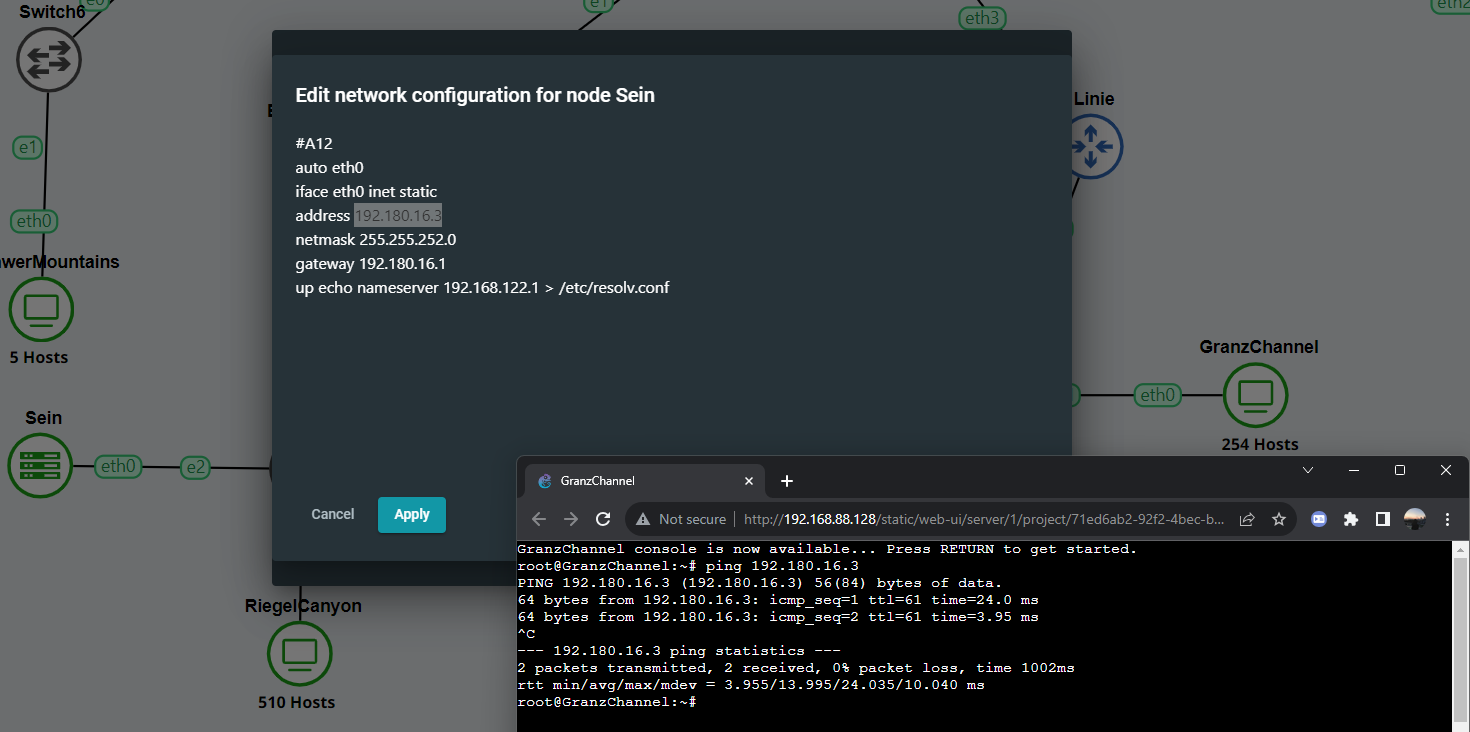 Switch6
e0
e1
eth3
eth2
Linie
e1
eth0
werMountains
5 Hosts
Sein
eth0
e2
Edit network configuration for node Sein
#A12
auto eth0
iface eth0 inet static
address 192.180.16.3
netmask 255.255.252.0
gateway 192.180.16.1
up echo nameserver 192.168.122.1 > /etc/resolv.conf
Cancel
Apply
GranzChannel
eth0
254 Hosts
RiegelCanyon
510 Hosts
GranzChannel
Not secure
http://192.168.88.128/static/web-ui/server/1/project/71ed6ab2-92f2-4bec-b...
GranzChannel console is now available... Press RETURN to get started.
root@GranzChannel:~# ping 192.180.16.3
PING 192.180.16.3 (192.180.16.3) 56(84) bytes of data.
64 bytes from 192.180.16.3: icmp_seq=1 ttl=61 time=24.0 ms
64 bytes from 192.180.16.3: icmp_seq=2 ttl=61 time=3.95 ms
^C
--- 192.180.16.3 ping statistics ---
2 packets transmitted, 2 received, 0% packet loss, time 1002ms
rtt min/avg/max/mdev = 3.955/13.995/24.035/10.040 ms
root@GranzChannel:~#